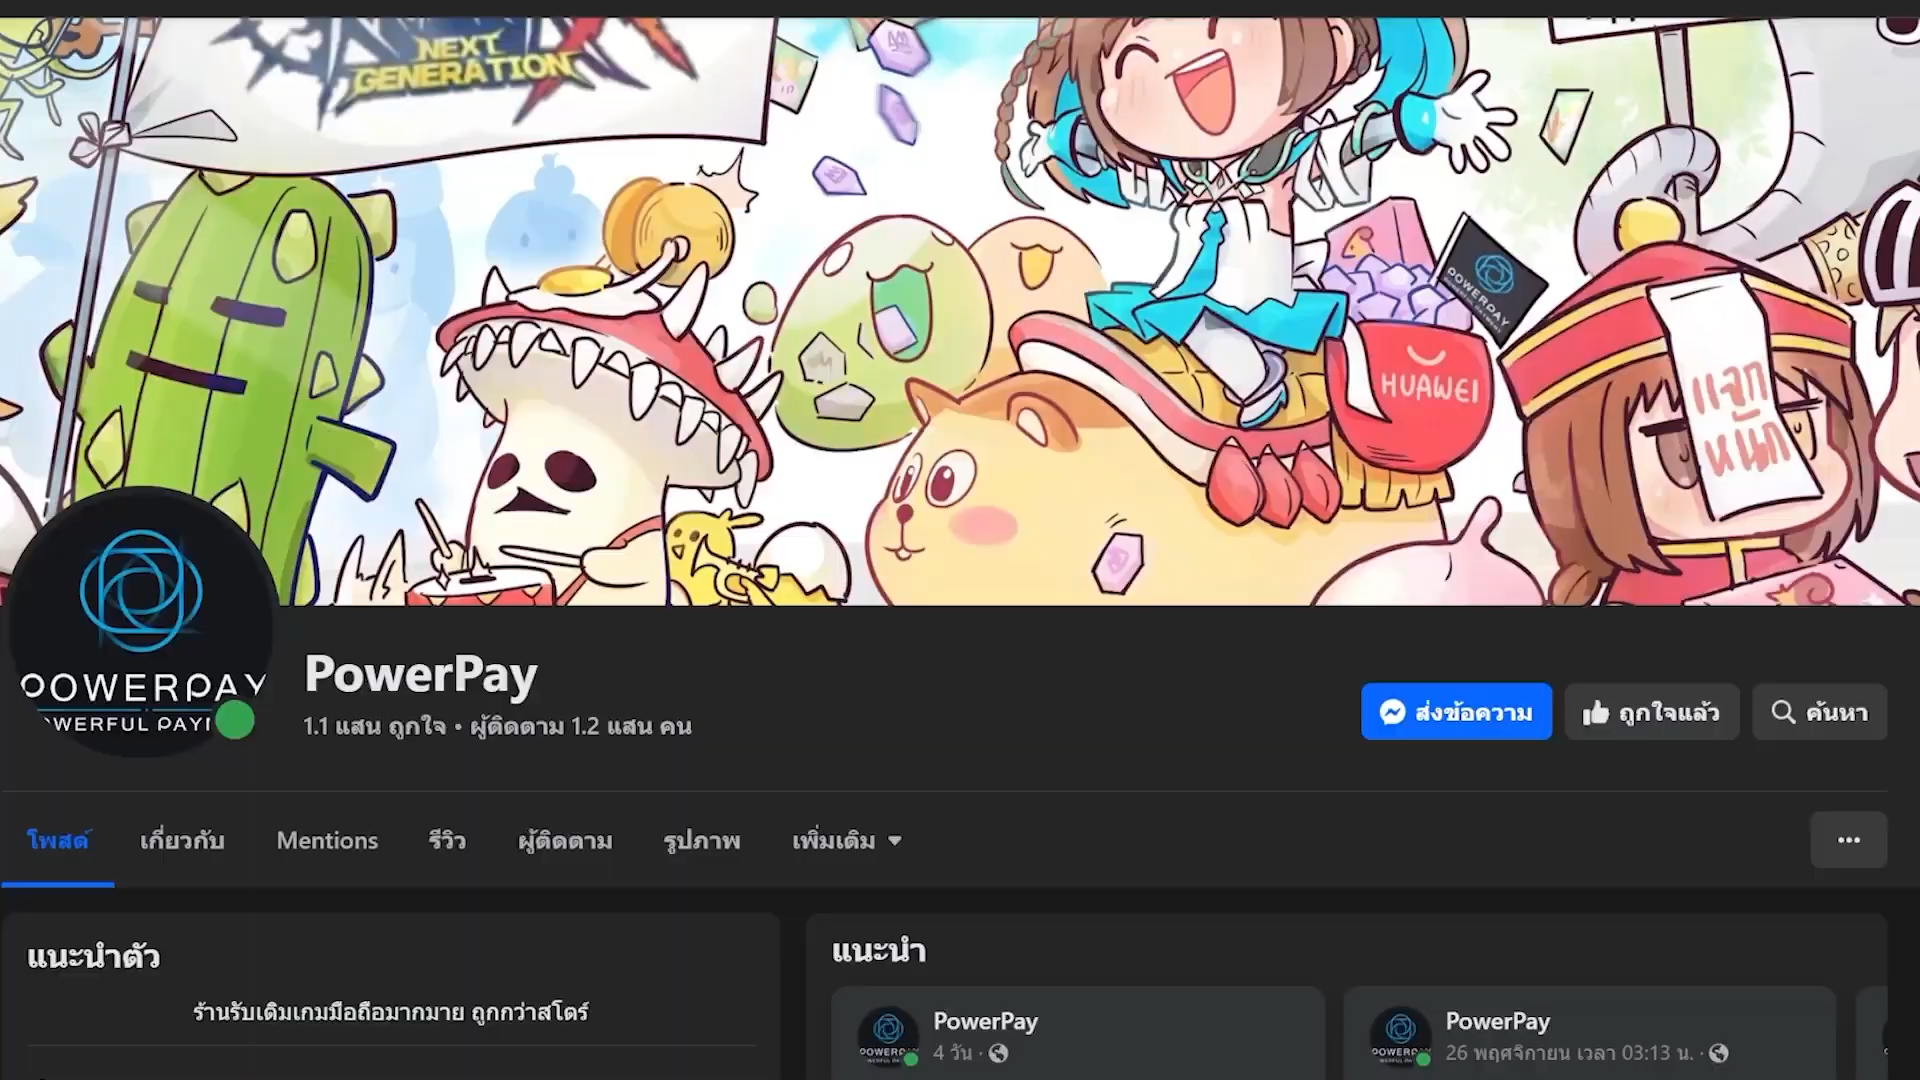 NEXT
GENERATION
POWERPAY
HUAWEI
แจก
หนัก
POWERPAY
PowerPay
1.1 แสน ถูกใจ • ผู้ติดตาม 1.2 แสน คน
ส่งข้อความ
ถูกใจแล้ว
ค้นหา
โพสต์
เกี่ยวกับ
Mentions
รีวิว
ผู้ติดตาม
รูปภาพ
เพิ่มเติม
แนะนำตัว
ร้านรับเติมเกมมือถือมากมาย ถูกกว่าสโตร์
แนะนำ
PowerPay
4 วัน ·
PowerPay
26 พฤศจิกายน เวลา 03:13 น. ·